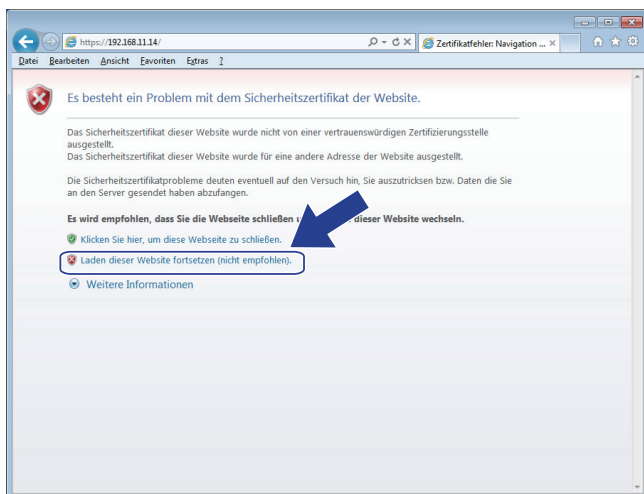 https://192.168.11.14/
Zertifikatfehler: Navigation ...
Datei Bearbeiten Ansicht Favoriten Extras ?
Es besteht ein Problem mit dem Sicherheitszertifikat der Website.
Das Sicherheitszertifikat dieser Website wurde nicht von einer vertrauenswürdigen Zertifizierungsstelle
ausgestellt.
Das Sicherheitszertifikat dieser Website wurde für eine andere Adresse der Website ausgestellt.
Die Sicherheitszertifikatprobleme deuten eventuell auf den Versuch hin, Sie auszutricksen bzw. Daten die Sie
an den Server gesendet haben abzufangen.
Es wird empfohlen, dass Sie die Webseite schließen dieser Website wechseln.
Klicken Sie hier, um diese Webseite zu schließen.
Laden dieser Website fortsetzen (nicht empfohlen).
Weitere Informationen